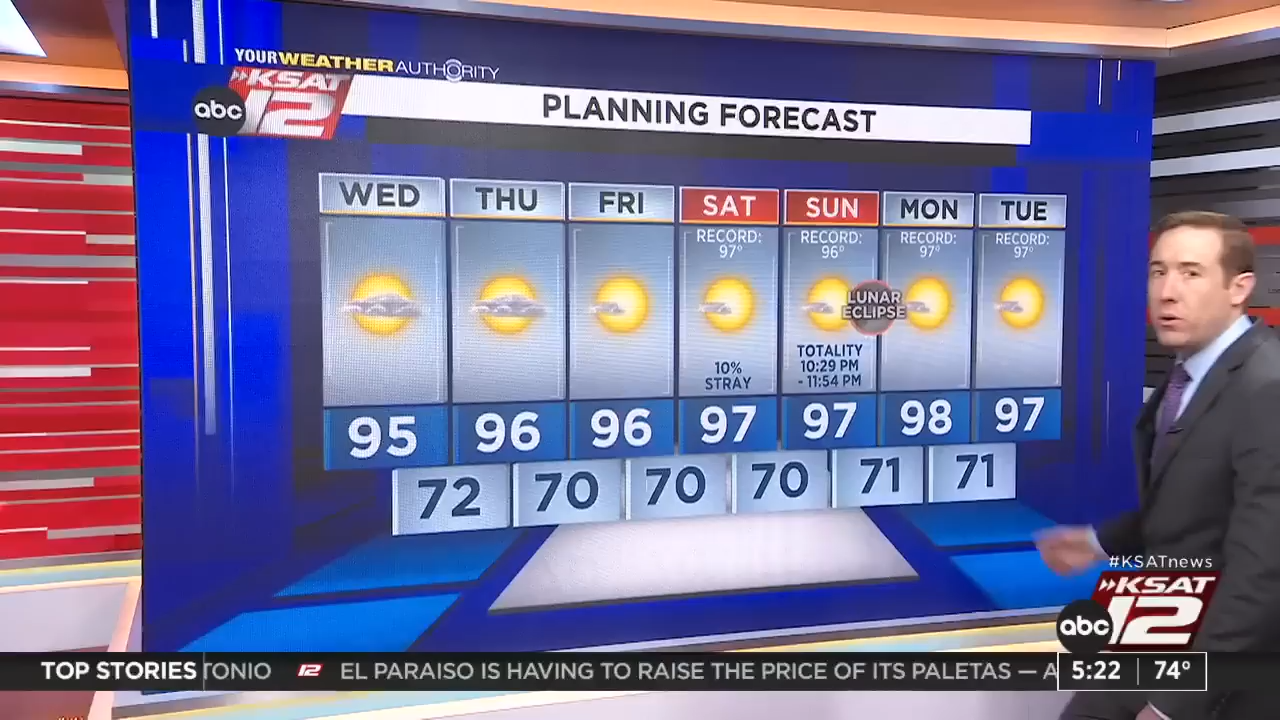 YOURWEATHERAUTHORITY
KSAT
abc 12
PLANNING FORECAST
WED THU FRI SAT SUN MON TUE
RECORD: 97° RECORD: 96° RECORD: 97° RECORD: 97°
LUNAR
ECLIPSE
10%
STRAY
TOTALITY
10:29 PM
- 11:54 PM
95 96 96 97 97 98 97
72 70 70 70 71 71
#KSATnews
KSAT
abc 12
TOP STORIES TONIO 12 EL PARAISO IS HAVING TO RAISE THE PRICE OF ITS PALETAS — A 5:22 74°